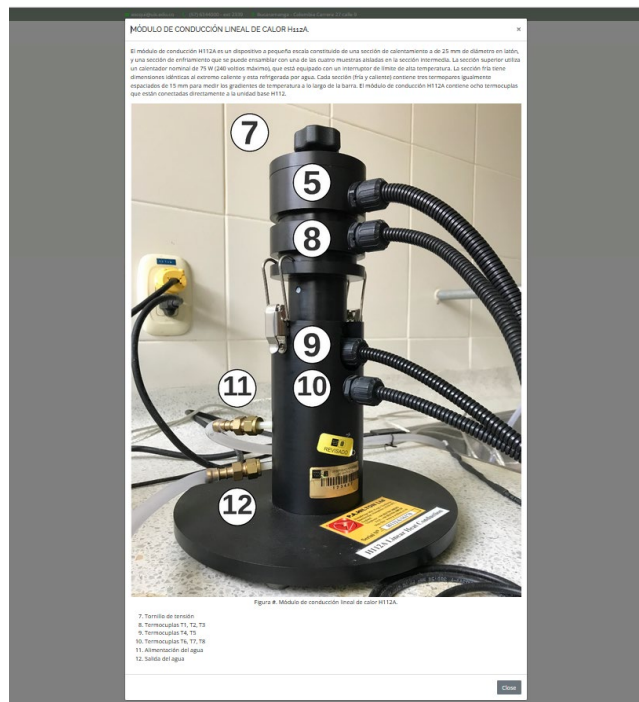 MÓDULO DE CONDUCCIÓN LINEAL DE CALOR H112A.
×
El módulo de conducción H112A es un dispositivo a pequeña escala constituido de una sección de calentamiento a de 25 mm de diámetro en latón,
y una sección de enfriamiento que se puede ensamblar con una de las cuatro muestras aisladas en la sección intermedia. La sección superior utiliza
un calentador nominal de 75 W (240 voltios máximo), que está equipado con un interruptor de límite de alta temperatura. La sección fría tiene
dimensiones idénticas al extremo caliente y esta refrigerada por agua. Cada sección (fría y caliente) contiene tres termopares igualmente
espaciados de 15 mm para medir los gradientes de temperatura a lo largo de la barra. El módulo de conducción H112A contiene ocho termocuplas
que están conectadas directamente a la unidad base H112.
7
5
8
9
11
10
REVISADO
12
H112A Linear Heat Conduction
Figura #. Módulo de conducción lineal de calor H112A.
7. Tornillo de tensión
8. Termocuplas T1, T2, T3
9. Termocuplas T4, T5
10. Termocuplas T6, T7, T8
11. Alimentación del agua
12. Salida del agua
Close